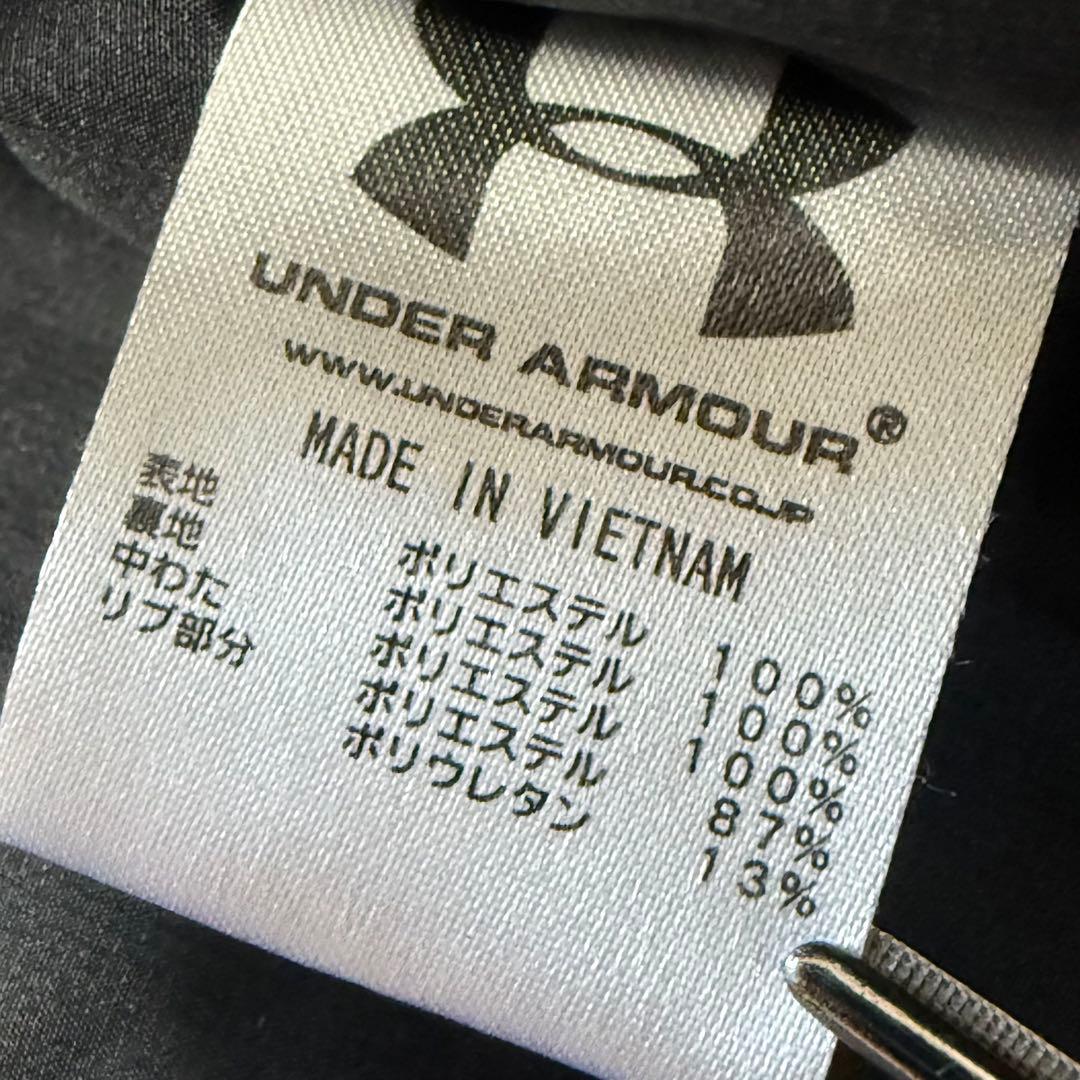 UNDER ARMOUR®
WWW.UNDERARMOUR.CO.JP
MADE IN VIETNAM
表地 ポリエステル 100%
裏地 ポリエステル 100%
中わた ポリエステル 100%
リブ部分 ポリエステル 87%
ポリウレタン 13%